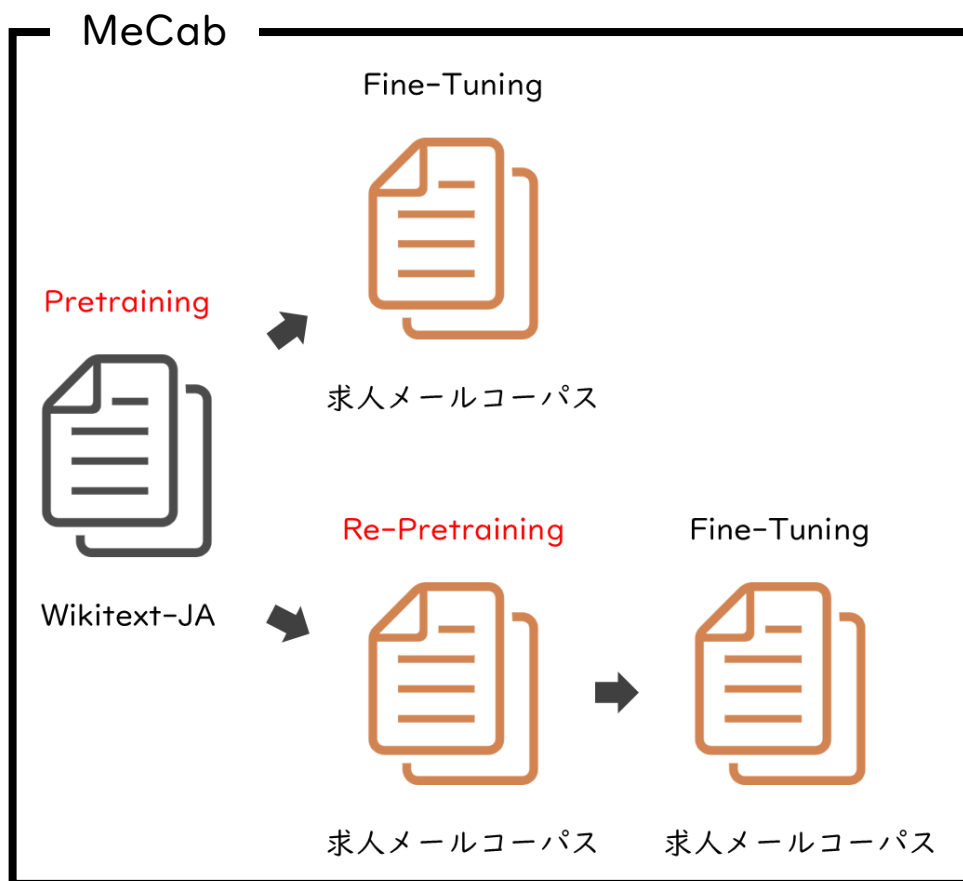 MeCab
Fine-Tuning
求人メールコーパス
Pretraining
Wikitext-JA
Re-Pretraining
Fine-Tuning
求人メールコーパス
求人メールコーパス